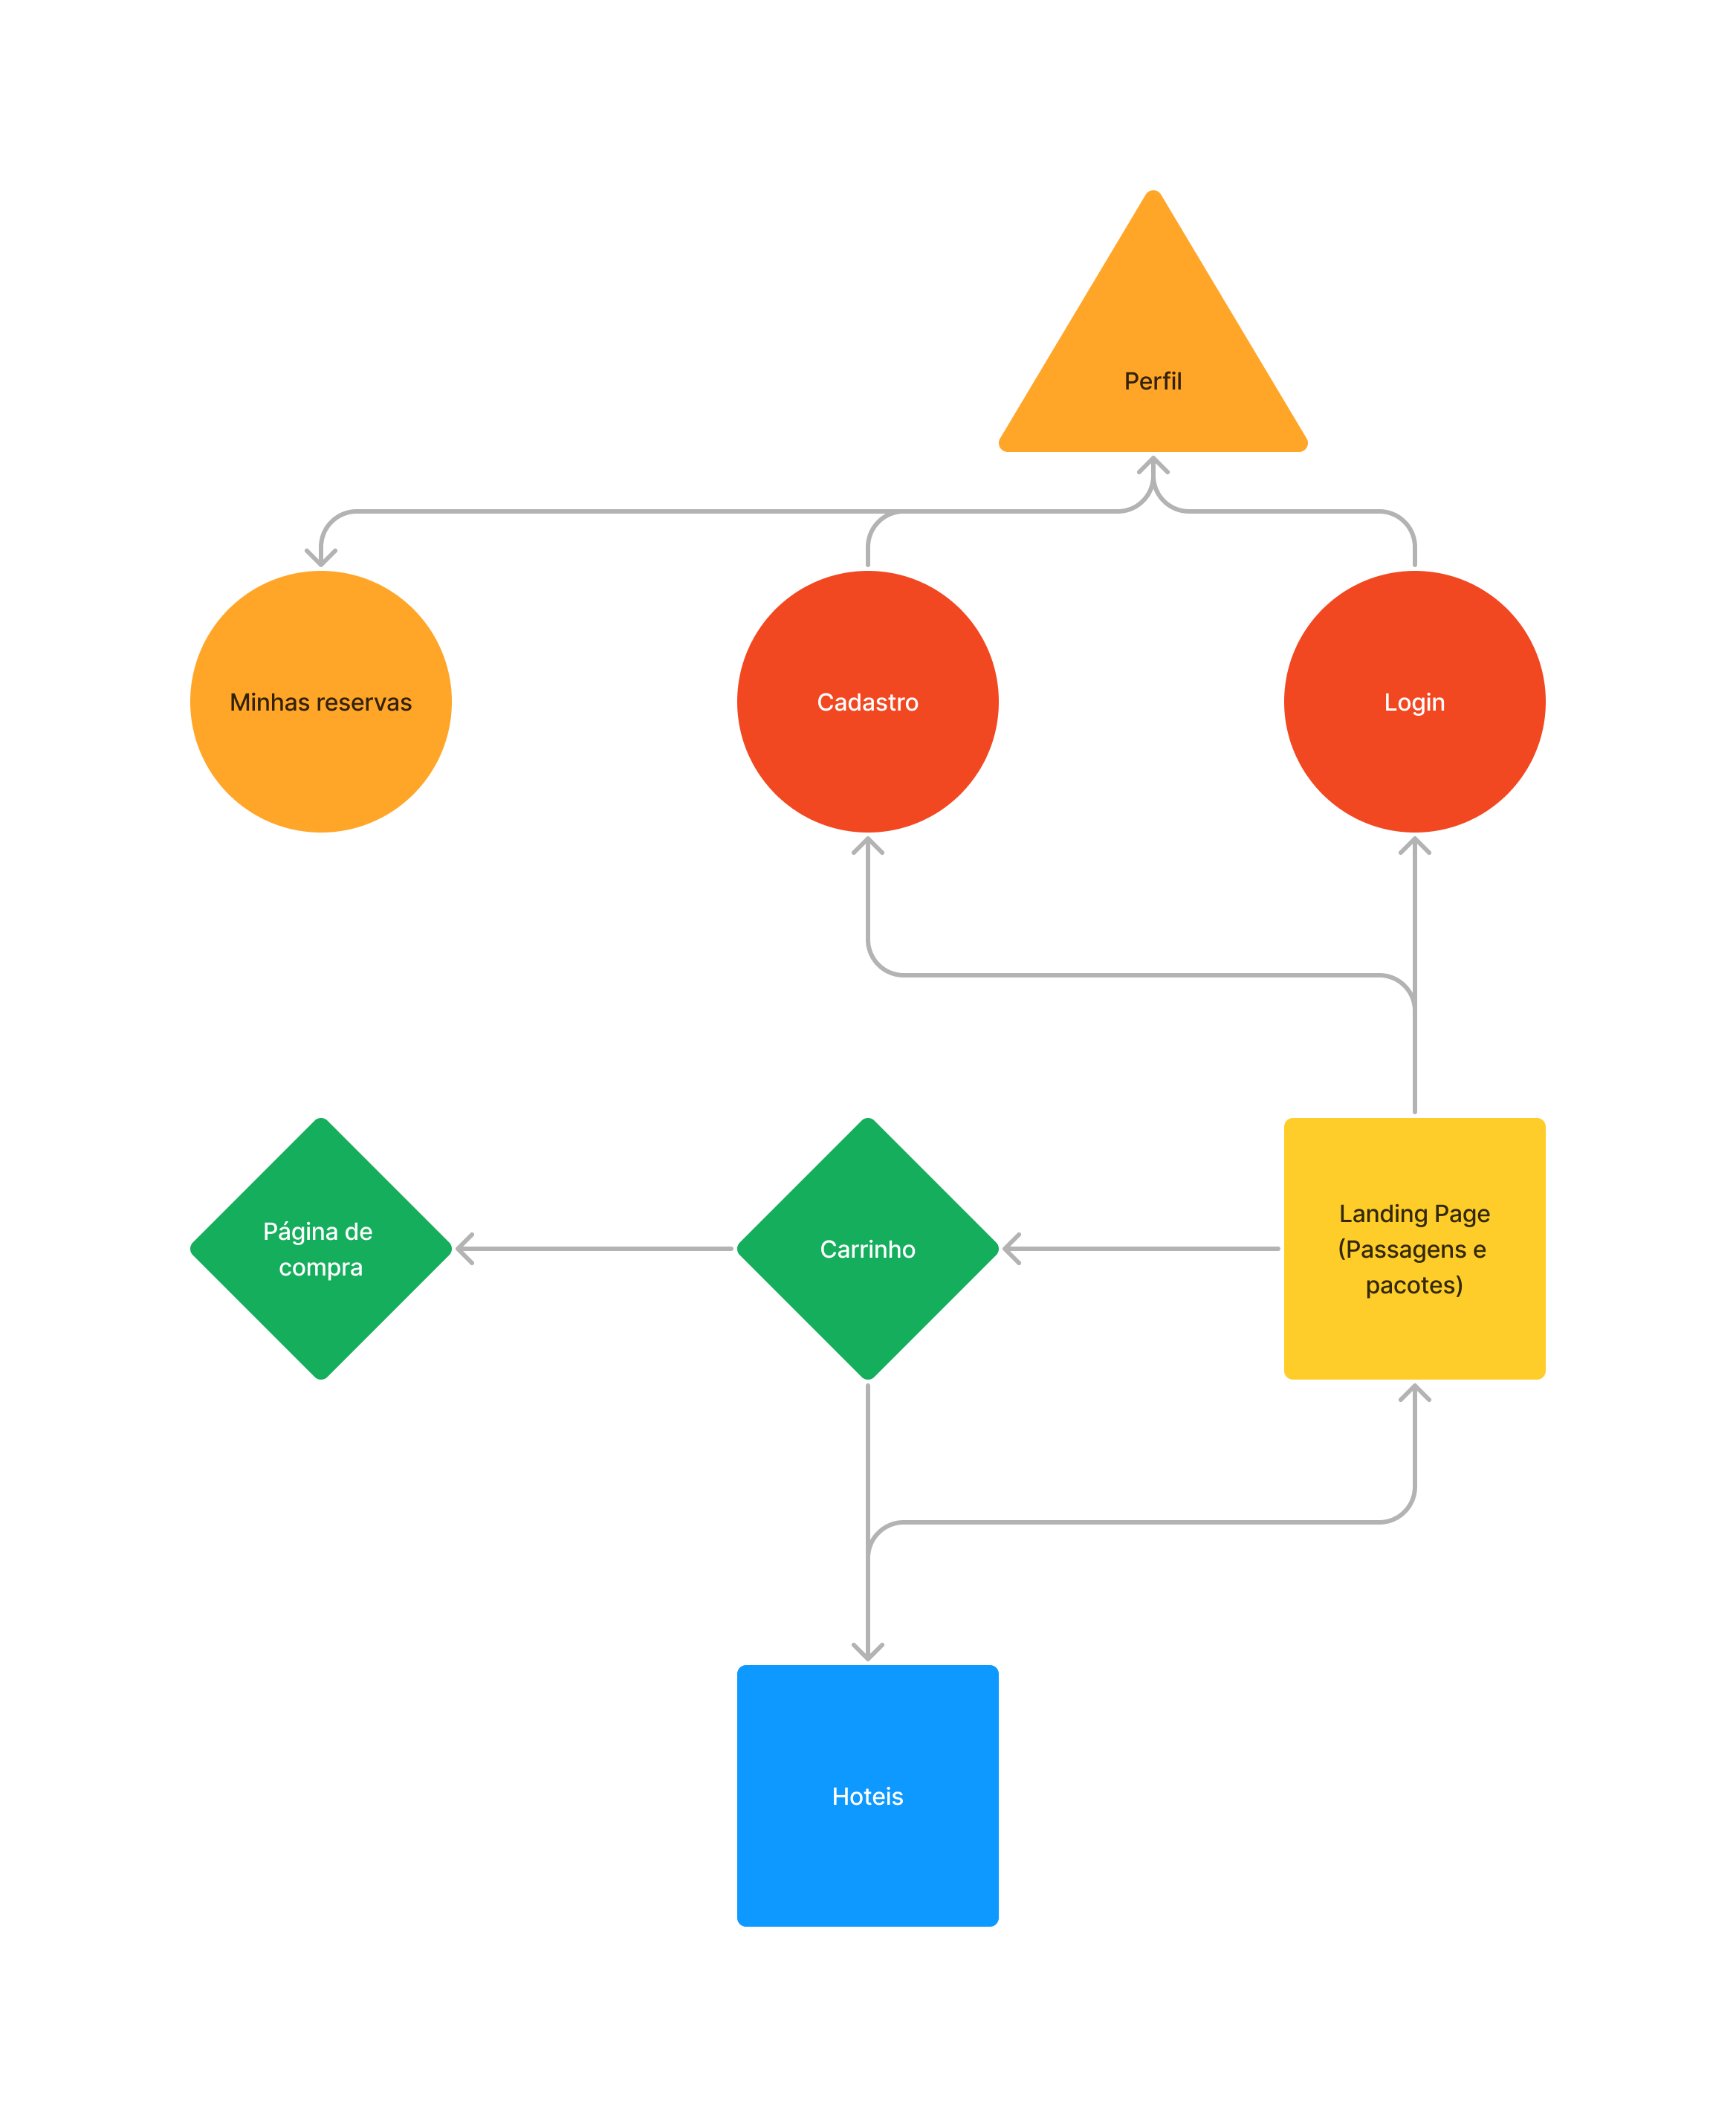 Perfil
Minhas reservas
Cadastro
Login
Página de
compra
Carrinho
Landing Page
(Passagens e
pacotes)
Hoteis